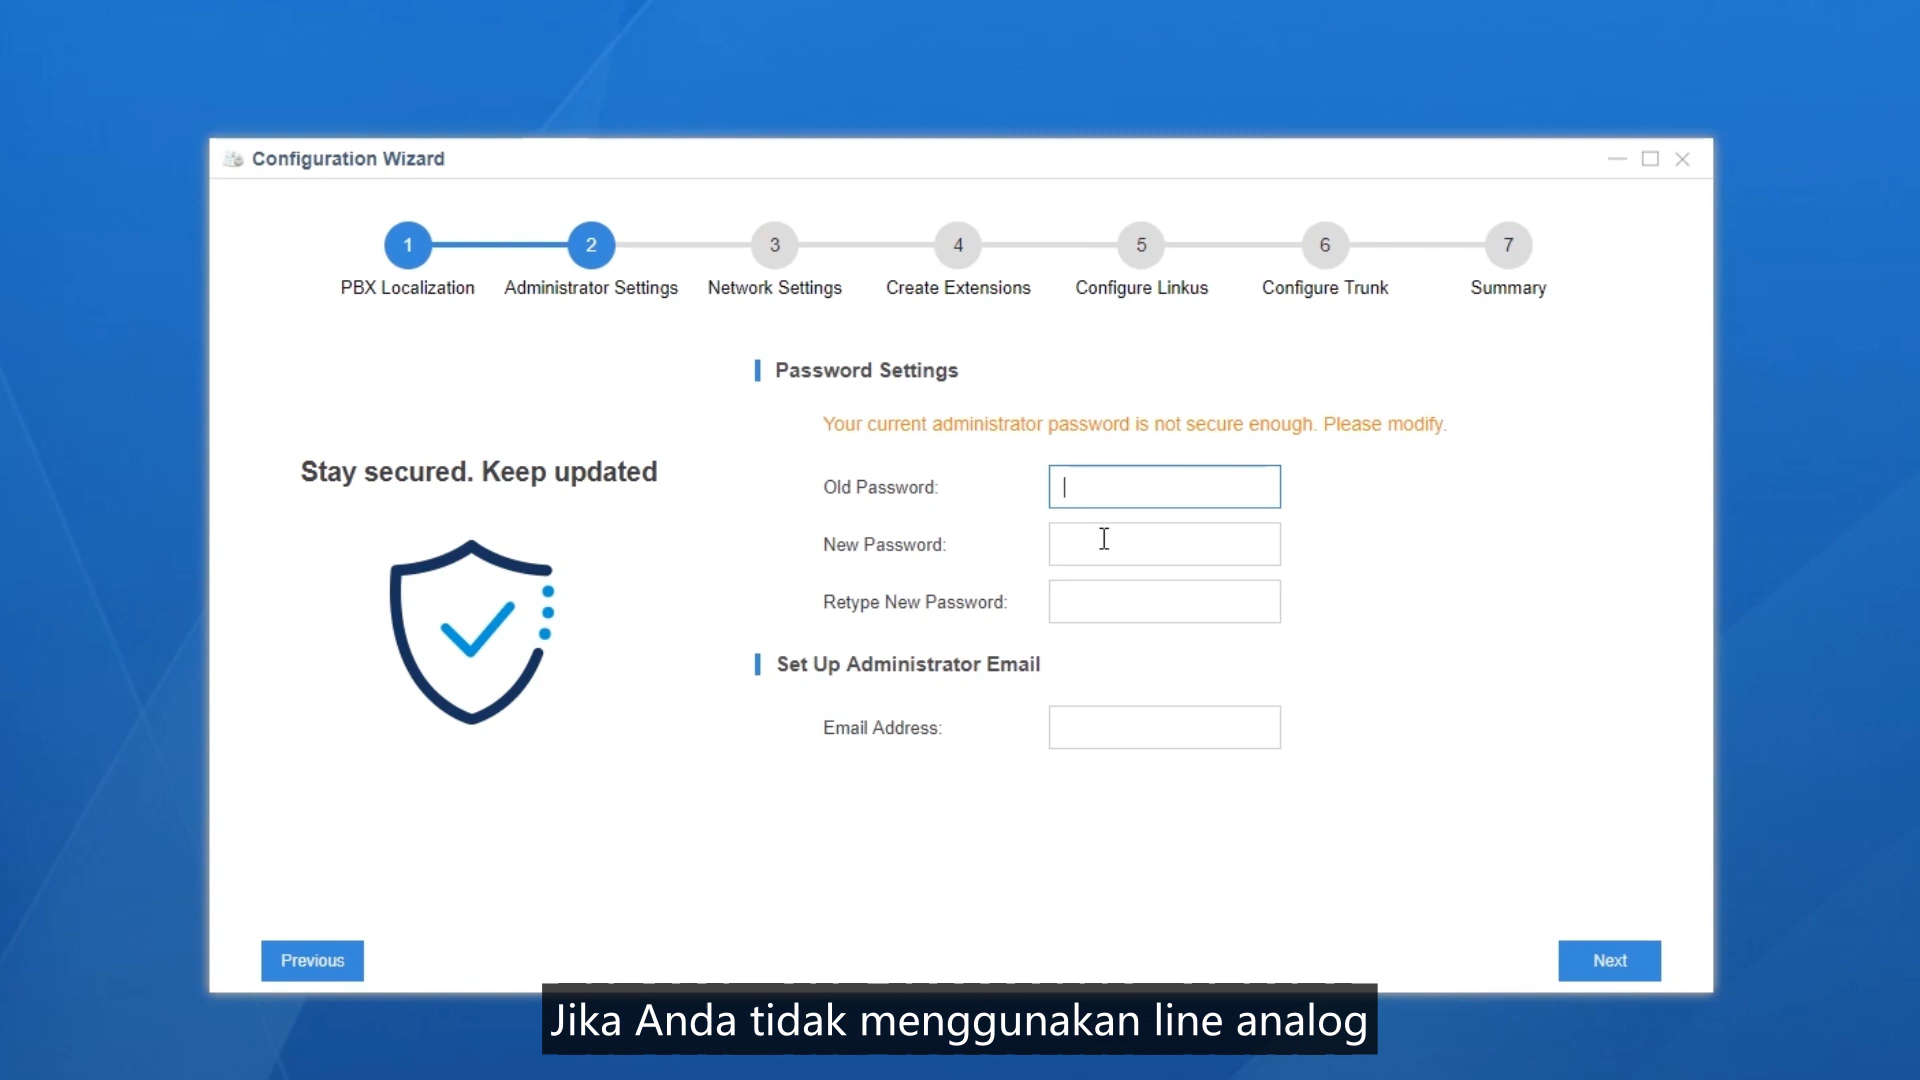 Configuration Wizard
1 2 3 4 5 6 7
PBX Localization Administrator Settings Network Settings Create Extensions Configure Linkus Configure Trunk Summary
Password Settings
Your current administrator password is not secure enough. Please modify.
Stay secured. Keep updated
Old Password:
New Password:
Retype New Password:
Set Up Administrator Email
Email Address:
Previous Next
Jika Anda tidak menggunakan line analog